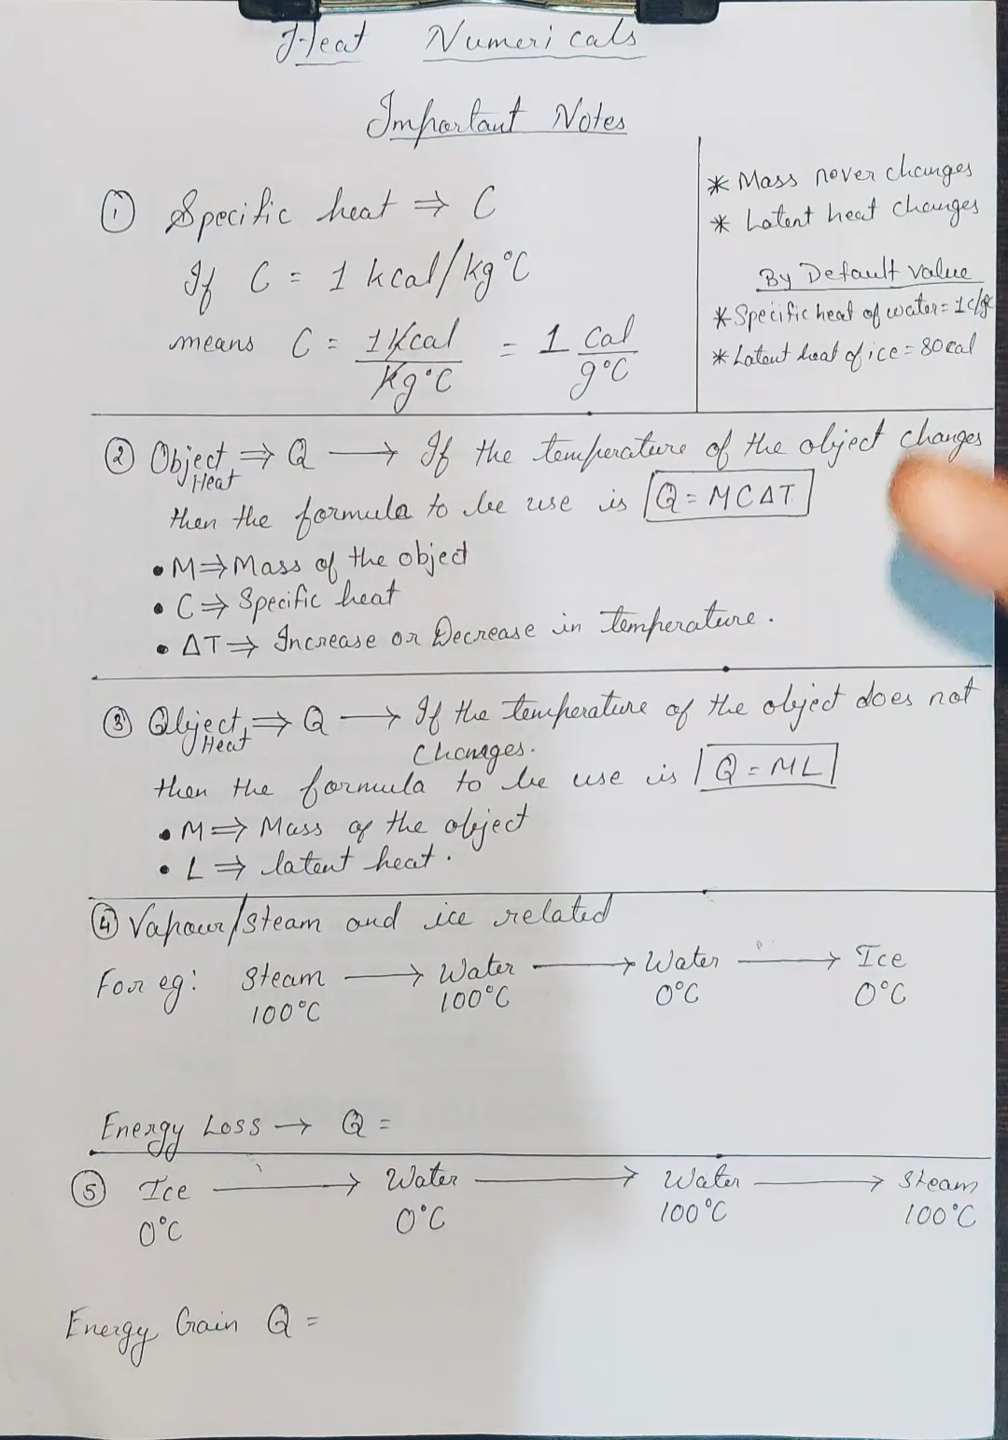 Heat Numericals
Important Notes
① Specific heat ⇒ C
If C = 1 kcal/kg°C
means C = 1 Kcal / Kg°C = 1 Cal / g°C
* Mass never changes
* Latent heat changes
By Default value
* Specific heat of water = 1c/g°c
* Latent heat of ice = 80cal
② Object Heat ⇒ Q → If the temperature of the object changes
then the formula to be use is Q = MCΔT
• M ⇒ Mass of the object
• C ⇒ Specific heat
• ΔT ⇒ Increase or Decrease in temperature.
③ Object Heat ⇒ Q → If the temperature of the object does not
changes.
then the formula to be use is Q = ML
• M ⇒ Mass of the object
• L ⇒ latent heat.
④ Vapour/Steam and ice related
For eg: Steam → Water → Water → Ice
100°C 100°C 0°C 0°C
Energy Loss → Q =
⑤ Ice → Water → Water → Steam
0°C 0°C 100°C 100°C
Energy Gain Q =